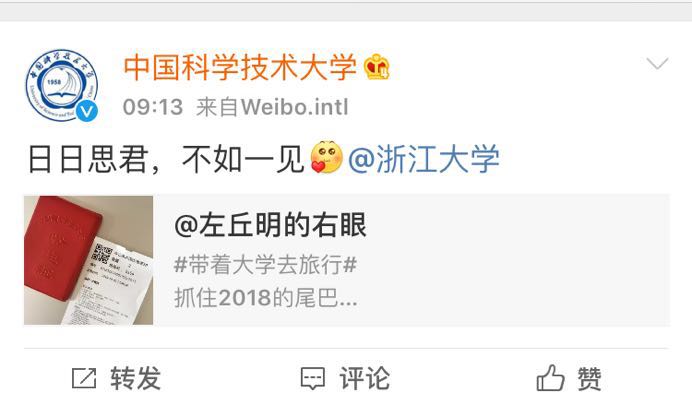 中国科学技术大学
09:13 来自Weibo.intl
日日思君，不如一见@浙江大学
@左丘明的右眼
#带着大学去旅行#
抓住2018的尾巴...
转发
评论
赞
1958